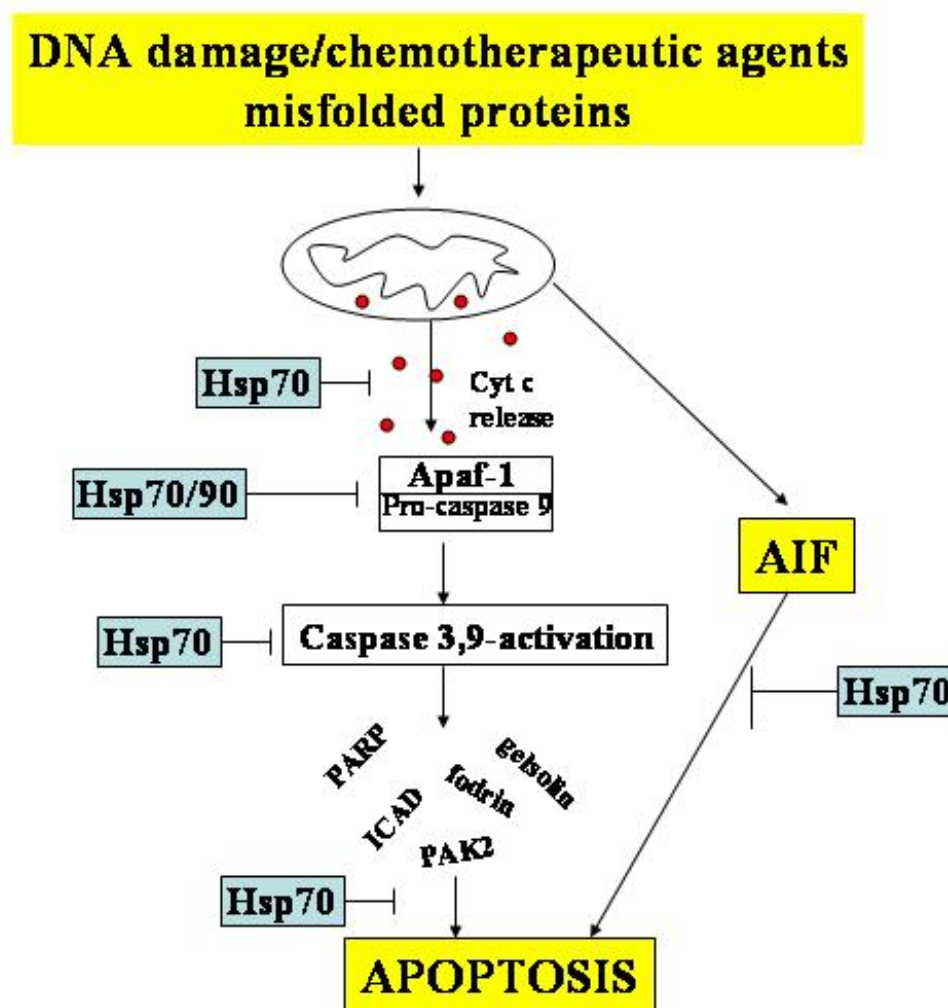 DNA damage/chemotherapeutic agents
misfolded proteins
Hsp70
Cyt c
release
Hsp70/90
Apaf-1
Pro-caspase 9
AIF
Hsp70
Caspase 3,9-activation
Hsp70
PARP
gelsolin
fodrin
ICAD
PAK2
Hsp70
APOPTOSIS